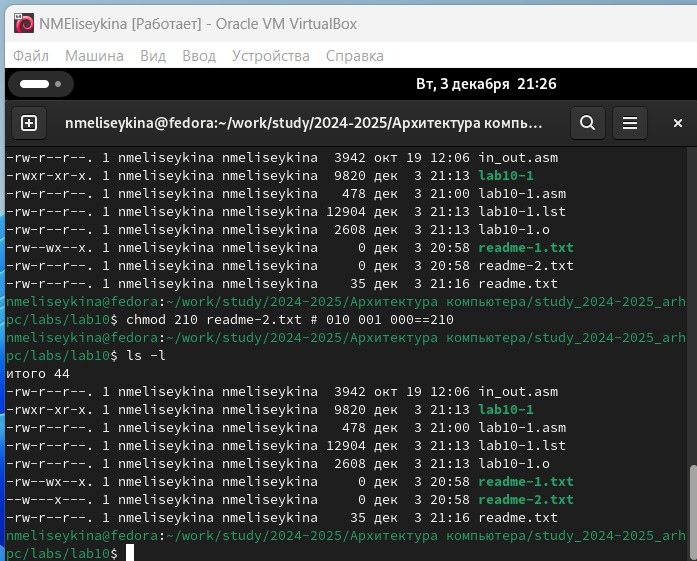 NMEliseykina [Работает] - Oracle VM VirtualBox
Файл Машина Вид Ввод Устройства Справка
Вт, 3 декабря 21:26
nmeliseykina@fedora:~/work/study/2024-2025/Архитектура компь...
-rw-r--r--. 1 nmeliseykina nmeliseykina 3942 окт 19 12:06 in_out.asm
-rwxr-xr-x. 1 nmeliseykina nmeliseykina 9820 дек 3 21:13 lab10-1
-rw-r--r--. 1 nmeliseykina nmeliseykina 478 дек 3 21:00 lab10-1.asm
-rw-r--r--. 1 nmeliseykina nmeliseykina 12904 дек 3 21:13 lab10-1.lst
-rw-r--r--. 1 nmeliseykina nmeliseykina 2608 дек 3 21:13 lab10-1.o
-rw--wx--x. 1 nmeliseykina nmeliseykina 0 дек 3 20:58 readme-1.txt
-rw-r--r--. 1 nmeliseykina nmeliseykina 0 дек 3 20:58 readme-2.txt
-rw-r--r--. 1 nmeliseykina nmeliseykina 35 дек 3 21:16 readme.txt
nmeliseykina@fedora:~/work/study/2024-2025/Архитектура компьютера/study_2024-2025_arh
pc/labs/lab10$ chmod 210 readme-2.txt # 010 001 000==210
nmeliseykina@fedora:~/work/study/2024-2025/Архитектура компьютера/study_2024-2025_arh
pc/labs/lab10$ ls -l
итого 44
-rw-r--r--. 1 nmeliseykina nmeliseykina 3942 окт 19 12:06 in_out.asm
-rwxr-xr-x. 1 nmeliseykina nmeliseykina 9820 дек 3 21:13 lab10-1
-rw-r--r--. 1 nmeliseykina nmeliseykina 478 дек 3 21:00 lab10-1.asm
-rw-r--r--. 1 nmeliseykina nmeliseykina 12904 дек 3 21:13 lab10-1.lst
-rw-r--r--. 1 nmeliseykina nmeliseykina 2608 дек 3 21:13 lab10-1.o
-rw--wx--x. 1 nmeliseykina nmeliseykina 0 дек 3 20:58 readme-1.txt
--w---x---. 1 nmeliseykina nmeliseykina 0 дек 3 20:58 readme-2.txt
-rw-r--r--. 1 nmeliseykina nmeliseykina 35 дек 3 21:16 readme.txt
nmeliseykina@fedora:~/work/study/2024-2025/Архитектура компьютера/study_2024-2025_arh
pc/labs/lab10$